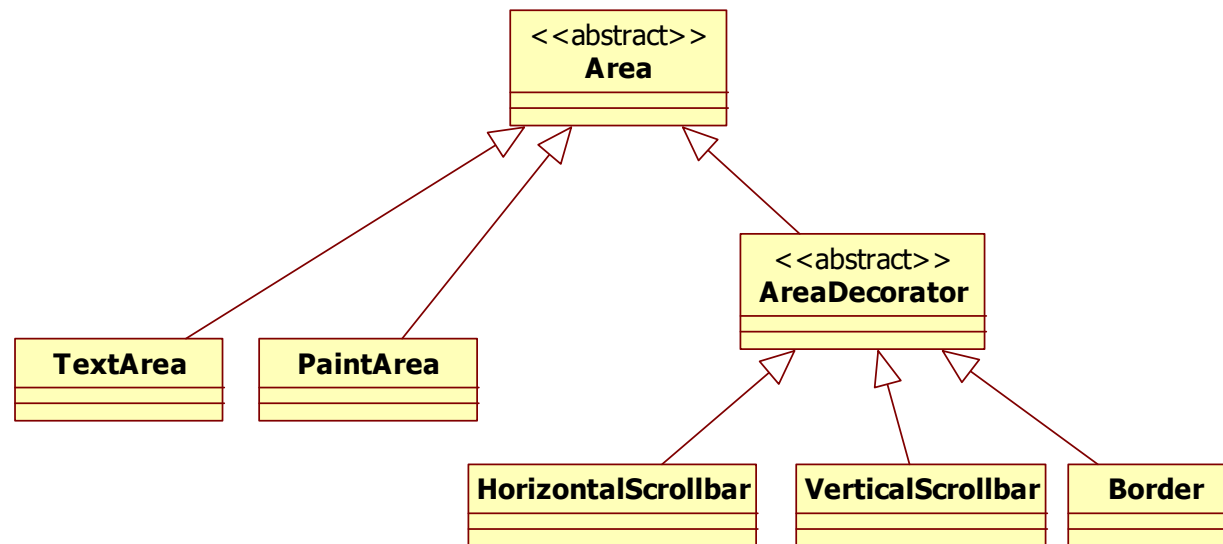 <<abstract>>
Area
<<abstract>>
AreaDecorator
TextArea
PaintArea
HorizontalScrollbar
VerticalScrollbar
Border